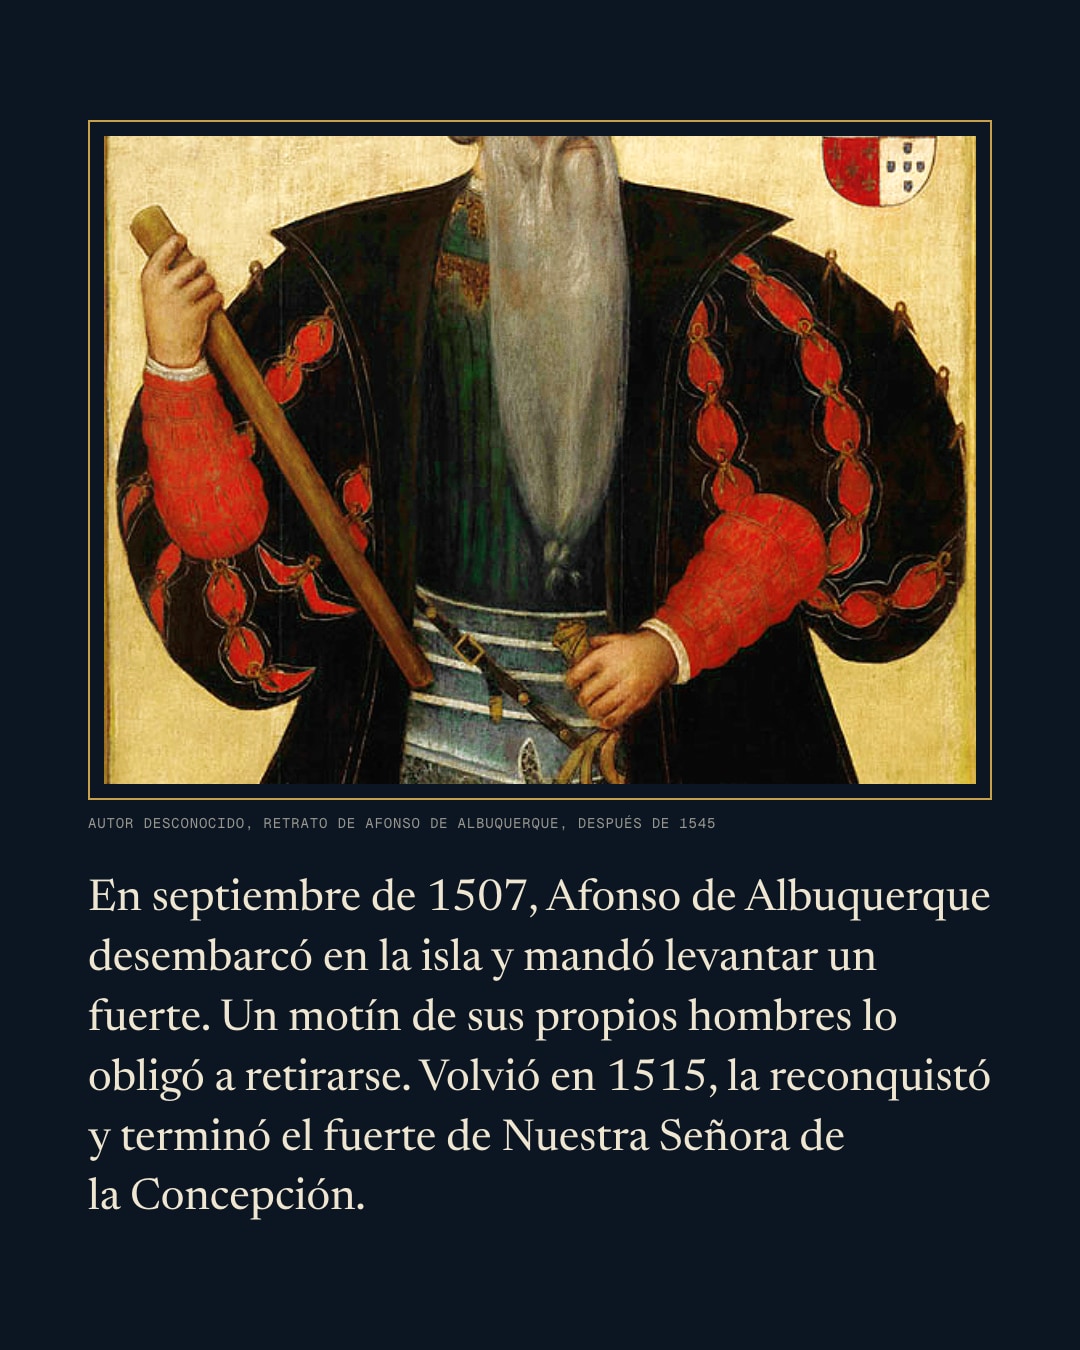 AUTOR DESCONOCIDO, RETRATO DE AFONSO DE ALBUQUERQUE, DESPUÉS DE 1545
En septiembre de 1507, Afonso de Albuquerque
desembarcó en la isla y mandó levantar un
fuerte. Un motín de sus propios hombres lo
obligó a retirarse. Volvió en 1515, la reconquistó
y terminó el fuerte de Nuestra Señora de
la Concepción.